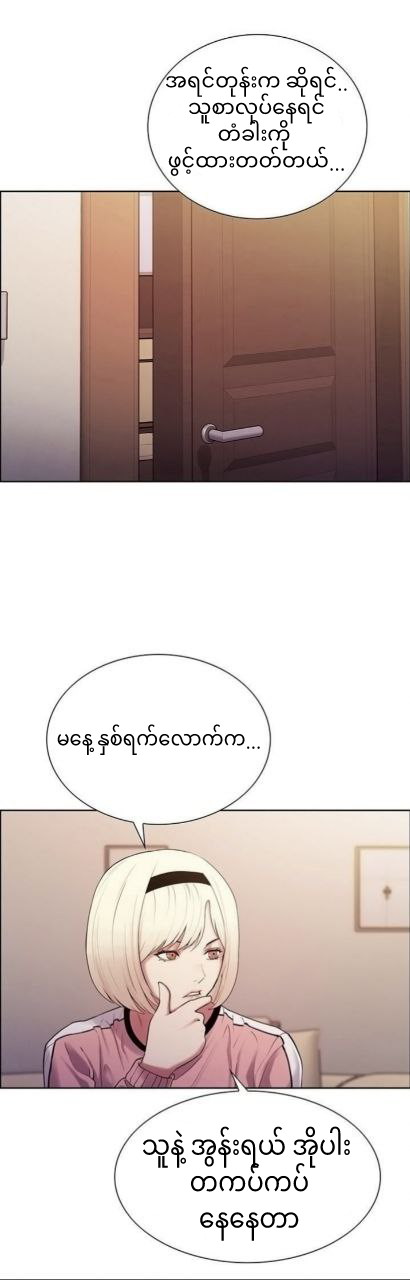 အရင်တုန်းက ဆိုရင်..
သူစာလုပ်နေရင်
တံခါးကို
ဖွင့်ထားတတ်တယ်...
မနေ့ နှစ်ရက်လောက်က...
သူနဲ့ အွန်းရယ် အိုပါး
တကပ်ကပ်
နေနေတာ